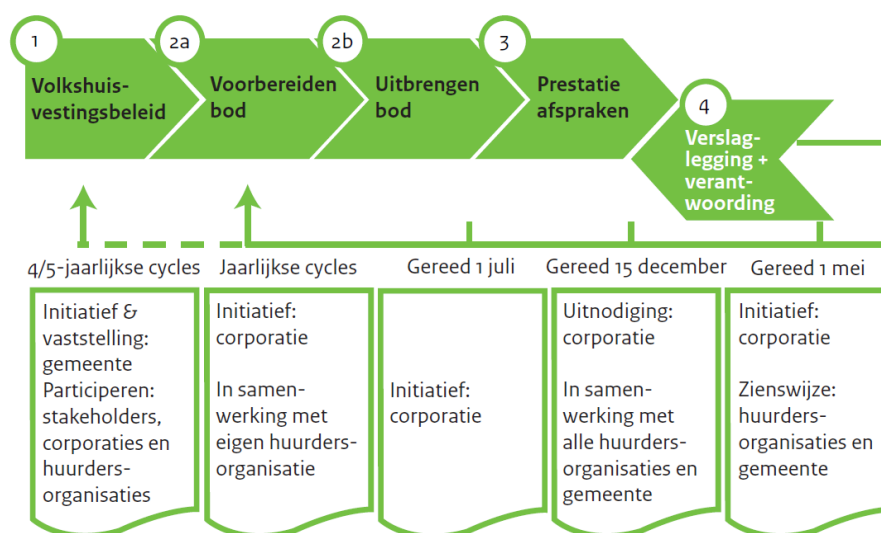 1
Volkshuis-
vestingsbeleid
2a
Voorbereiden
bod
2b
Uitbrengen
bod
3
Prestatie
afspraken
4
Verslag-
legging +
verant-
woording
4/5-jaarlijkse cycles
Initiatief &
vaststelling:
gemeente
Participeren:
stakeholders,
corporaties en
huurders-
organisaties
Jaarlijkse cycles
Initiatief:
corporatie
In samen-
werking met
eigen huurders-
organisatie
Gereed 1 juli
Initiatief:
corporatie
Gereed 15 december
Uitnodiging:
corporatie
In samen-
werking met
alle huurders-
organisaties en
gemeente
Gereed 1 mei
Initiatief:
corporatie
Zienswijze:
huurders-
organisaties en
gemeente